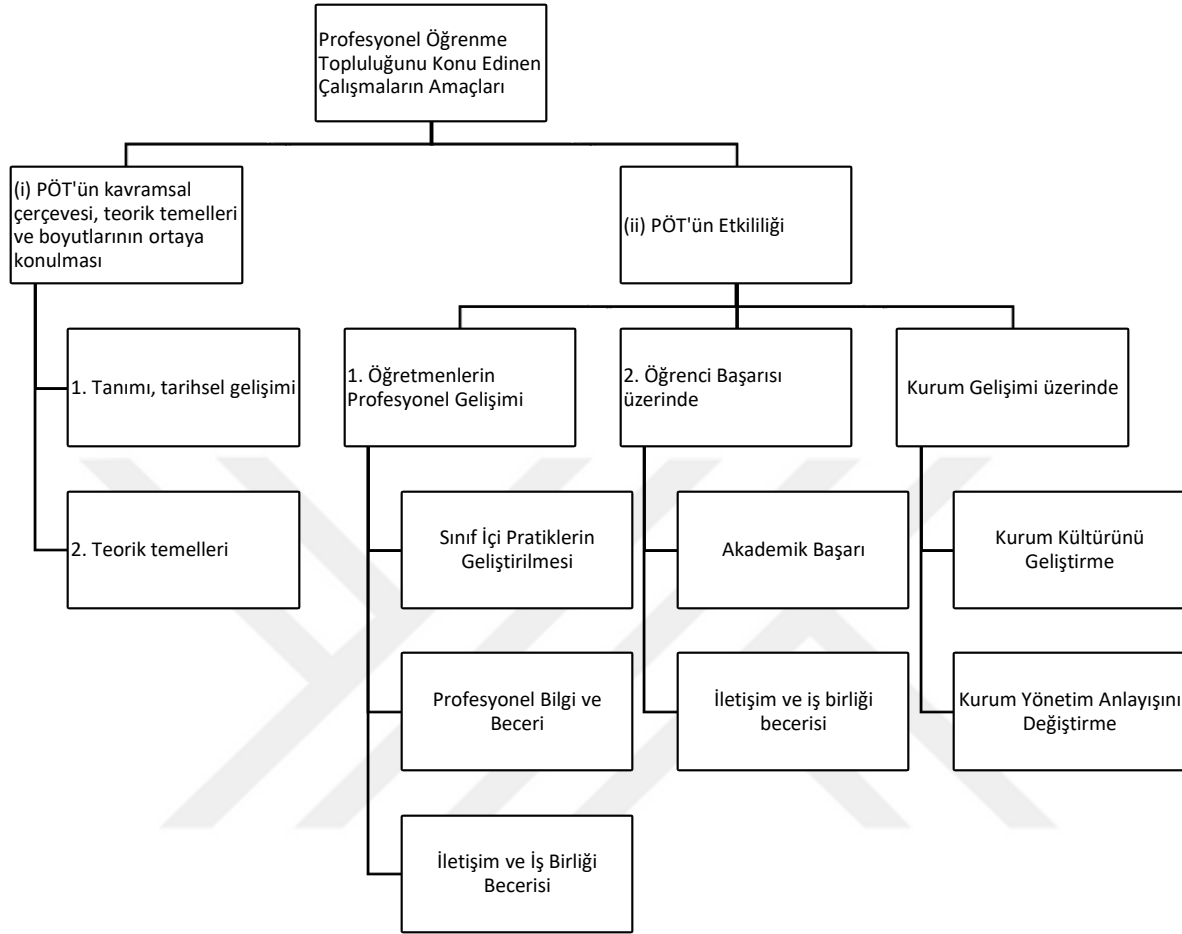 Profesyonel Öğrenme
Topluluğunu Konu Edinen
Çalışmaların Amaçları
(i) PÖT'ün kavramsal
çerçevesi, teorik temelleri
ve boyutlarının ortaya
konulması
(ii) PÖT'ün Etkililiği
1. Tanımı, tarihsel gelişimi
2. Teorik temelleri
1. Öğretmenlerin
Profesyonel Gelişimi
Sınıf İçi Pratiklerin
Geliştirilmesi
Profesyonel Bilgi ve
Beceri
İletişim ve İş Birliği
Becerisi
2. Öğrenci Başarısı
üzerinde
Akademik Başarı
İletişim ve iş birliği
becerisi
Kurum Gelişimi üzerinde
Kurum Kültürünü
Geliştirme
Kurum Yönetim Anlayışını
Değiştirme